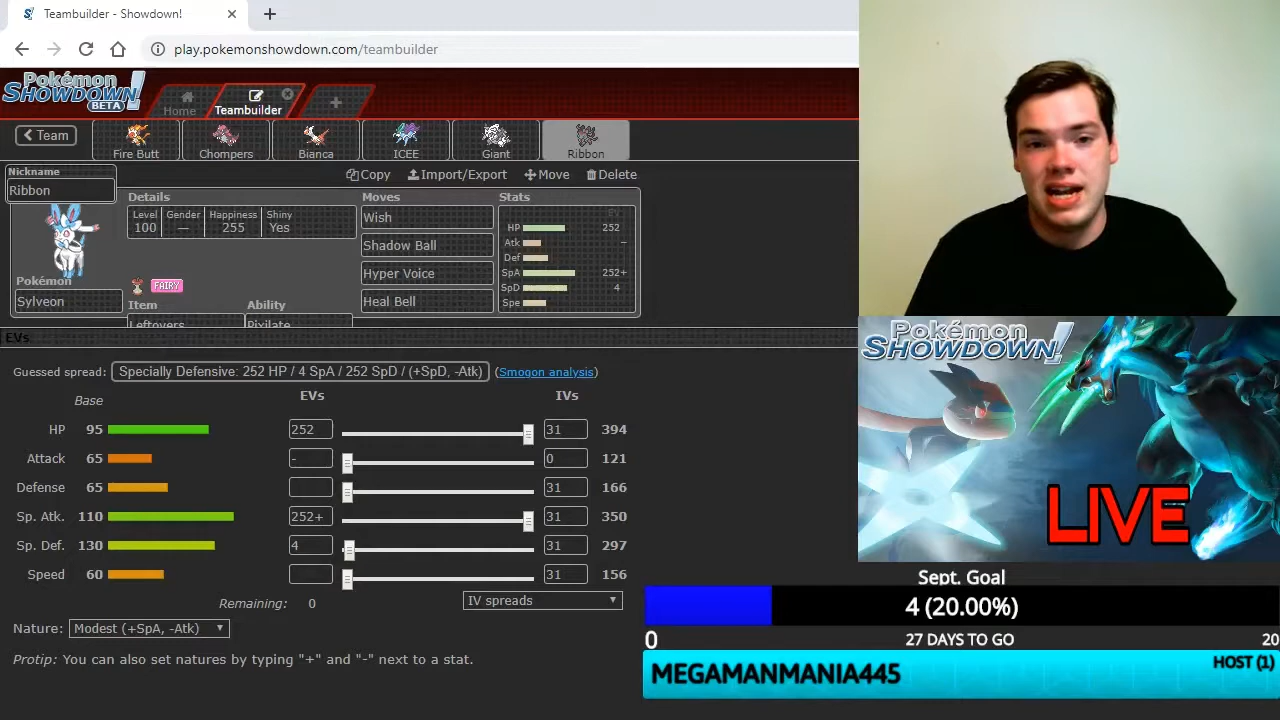 Teambuilder - Showdown!
play.pokemonshowdown.com/teambuilder
Pokémon
SHOWDOWN!
BETA
Home
Teambuilder
< Team
Fire Butt
Chompers
Bianca
ICEE
Giant
Ribbon
Copy
Import/Export
Move
Delete
Nickname
Ribbon
Pokémon
Sylveon
Details
Level
100
Gender
—
Happiness
255
Shiny
Yes
FAIRY
Item
Leftovers
Ability
Pixilate
Moves
Wish
Shadow Ball
Hyper Voice
Heal Bell
Stats
EV
HP 252
Atk –
Def
SpA 252+
SpD 4
Spe
EVs
Guessed spread: Specially Defensive: 252 HP / 4 SpA / 252 SpD / (+SpD, -Atk) (Smogon analysis)
Base EVs IVs
HP 95 252 31 394
Attack 65 - 0 121
Defense 65 31 166
Sp. Atk. 110 252+ 31 350
Sp. Def. 130 4 31 297
Speed 60 31 156
Remaining: 0
IV spreads
Nature: Modest (+SpA, -Atk)
Protip: You can also set natures by typing "+" and "-" next to a stat.
Pokémon
SHOWDOWN!
LIVE
Sept. Goal
4 (20.00%)
0 27 DAYS TO GO 20
MEGAMANMANIA445
HOST (1)